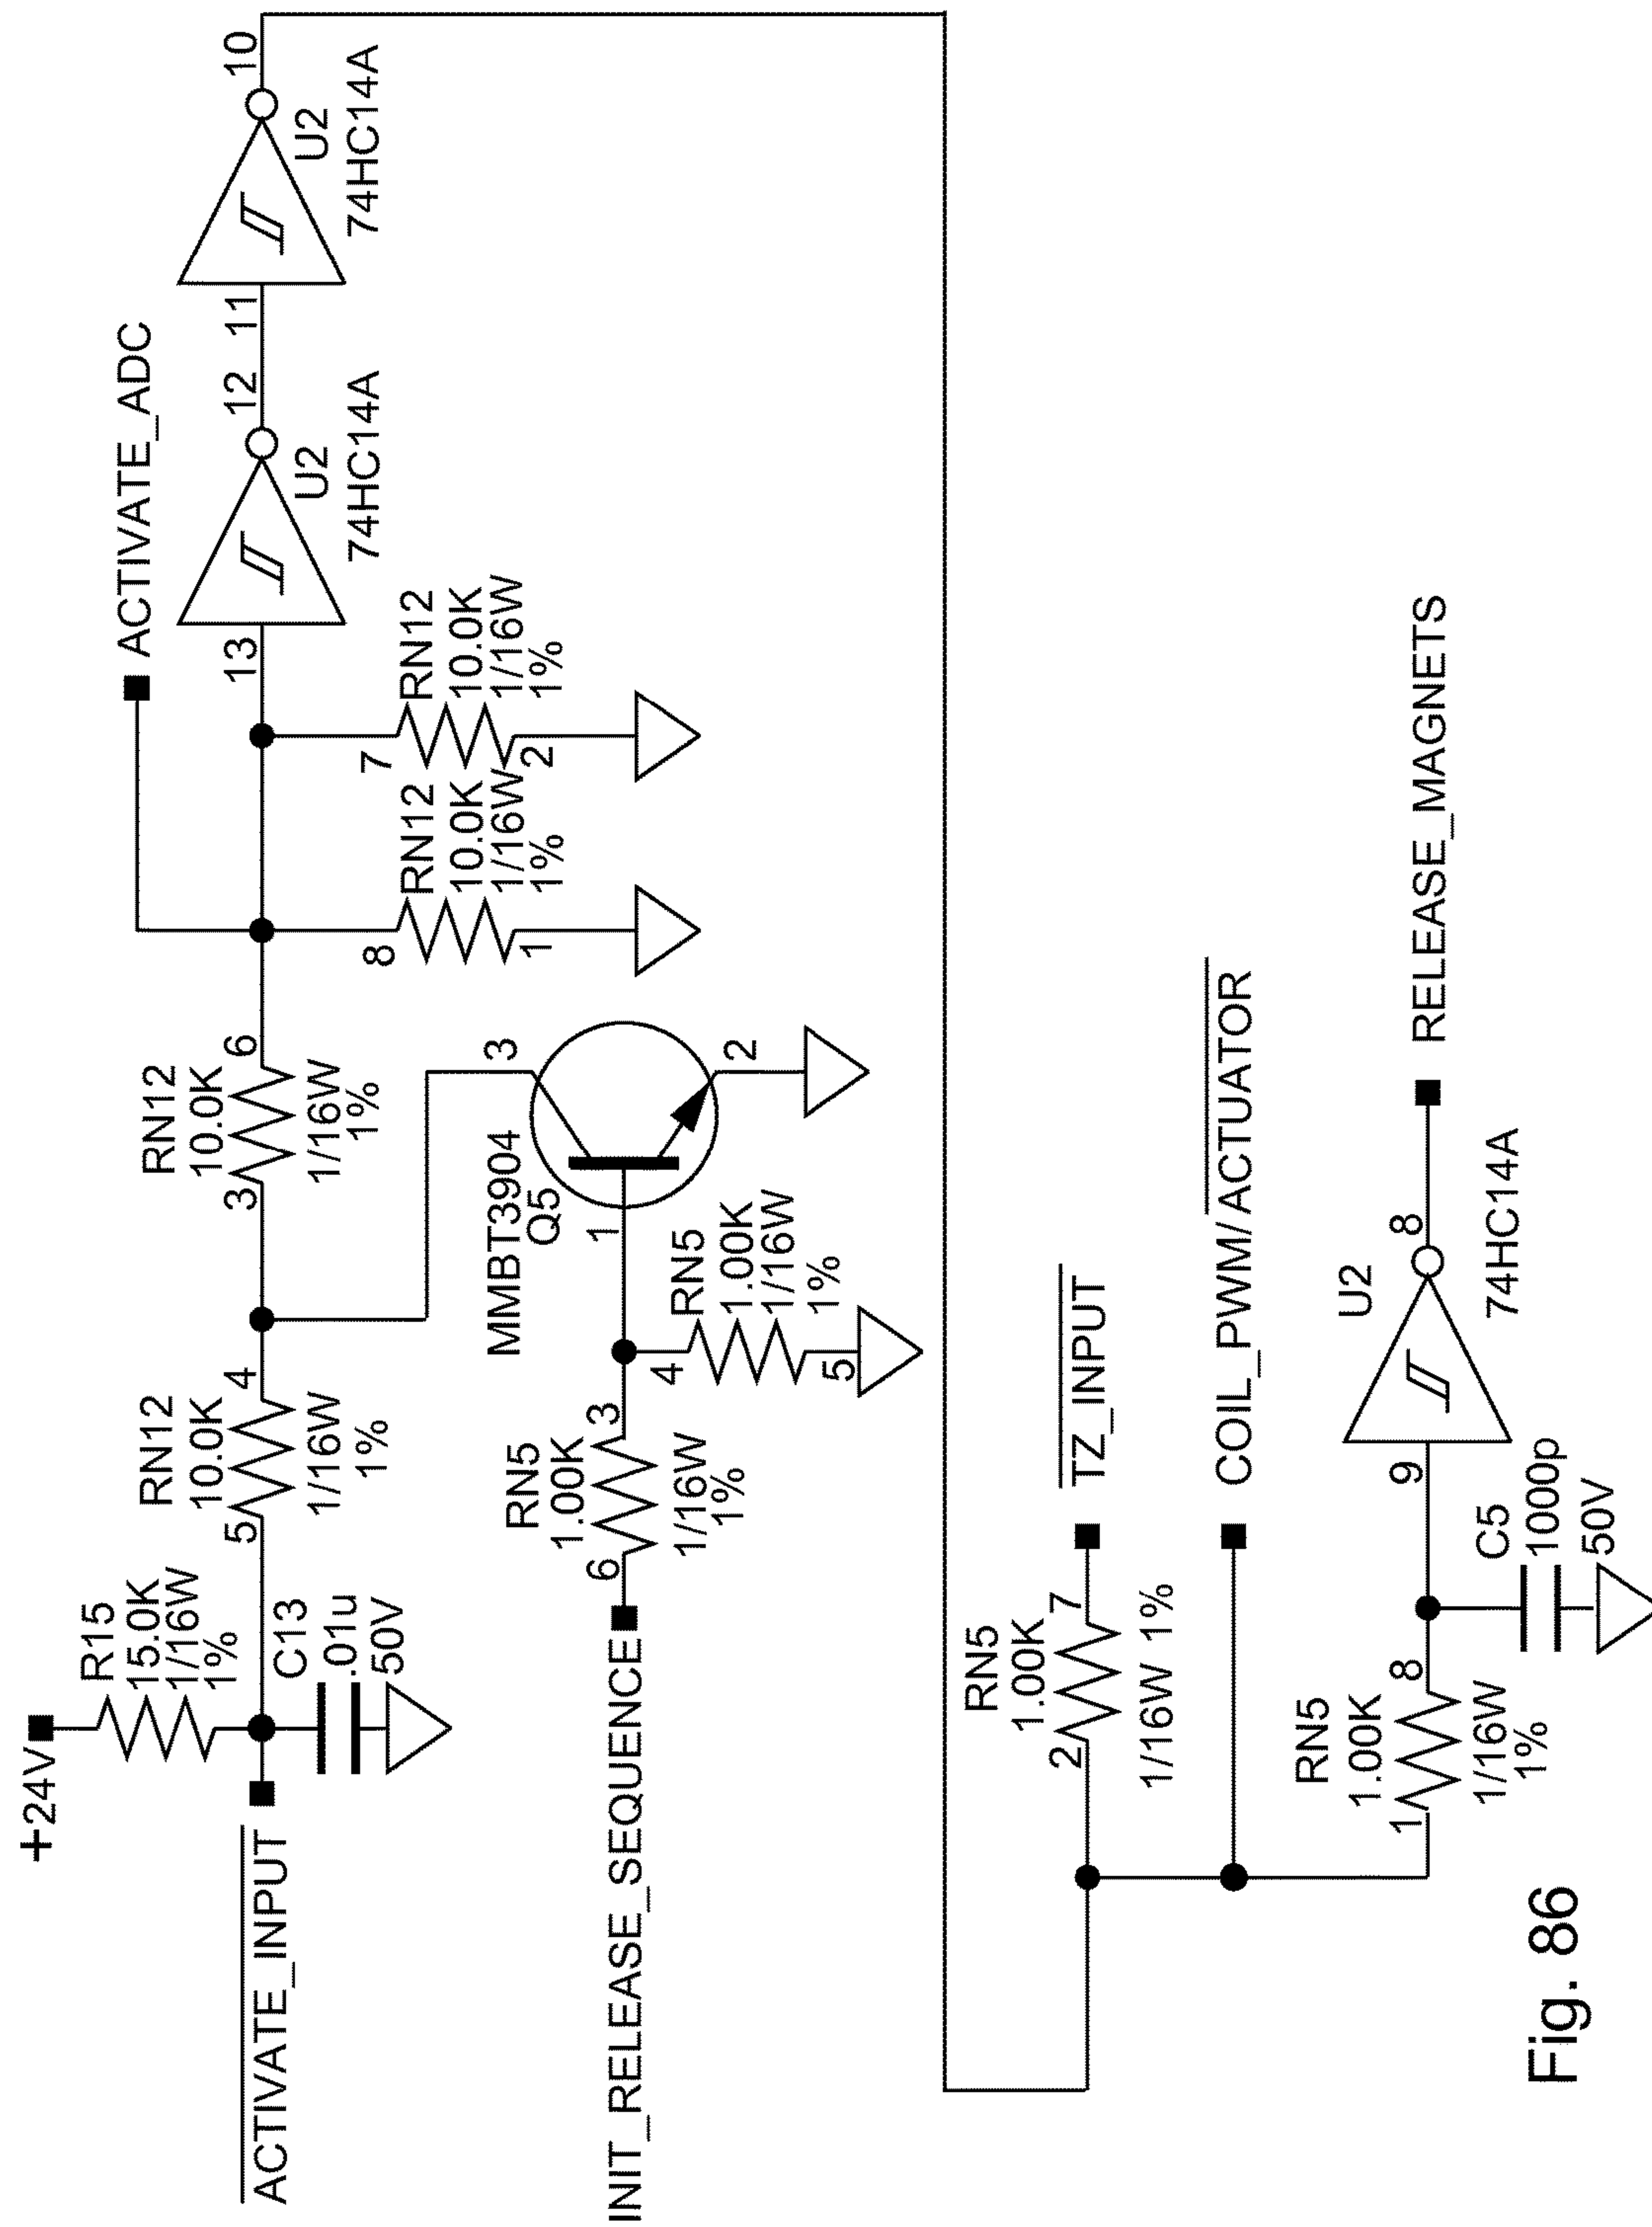 +24V
R15
15.0K
1/16W
1%
ACTIVATE_INPUT
C13
.01u
50V
RN12
10.0K
5
4
1/16W
1%
RN12
10.0K
3
6
1/16W
1%
ACTIVATE_ADC
8
RN12
10.0K
1/16W
1%
1
7
RN12
10.0K
1/16W
1%
2
13
12
U2
74HC14A
11
10
U2
74HC14A
INIT_RELEASE_SEQUENCE
RN5
1.00K
6
3
1/16W
1%
MMBT3904
Q5
1
3
2
4
RN5
1.00K
1/16W
1%
5
RN5
1.00K
2
7
1/16W 1%
TZ_INPUT
COIL_PWM/ACTUATOR
RN5
1.00K
1
8
1/16W
1%
C5
1000p
50V
9
8
U2
74HC14A
RELEASE_MAGNETS
Fig. 86